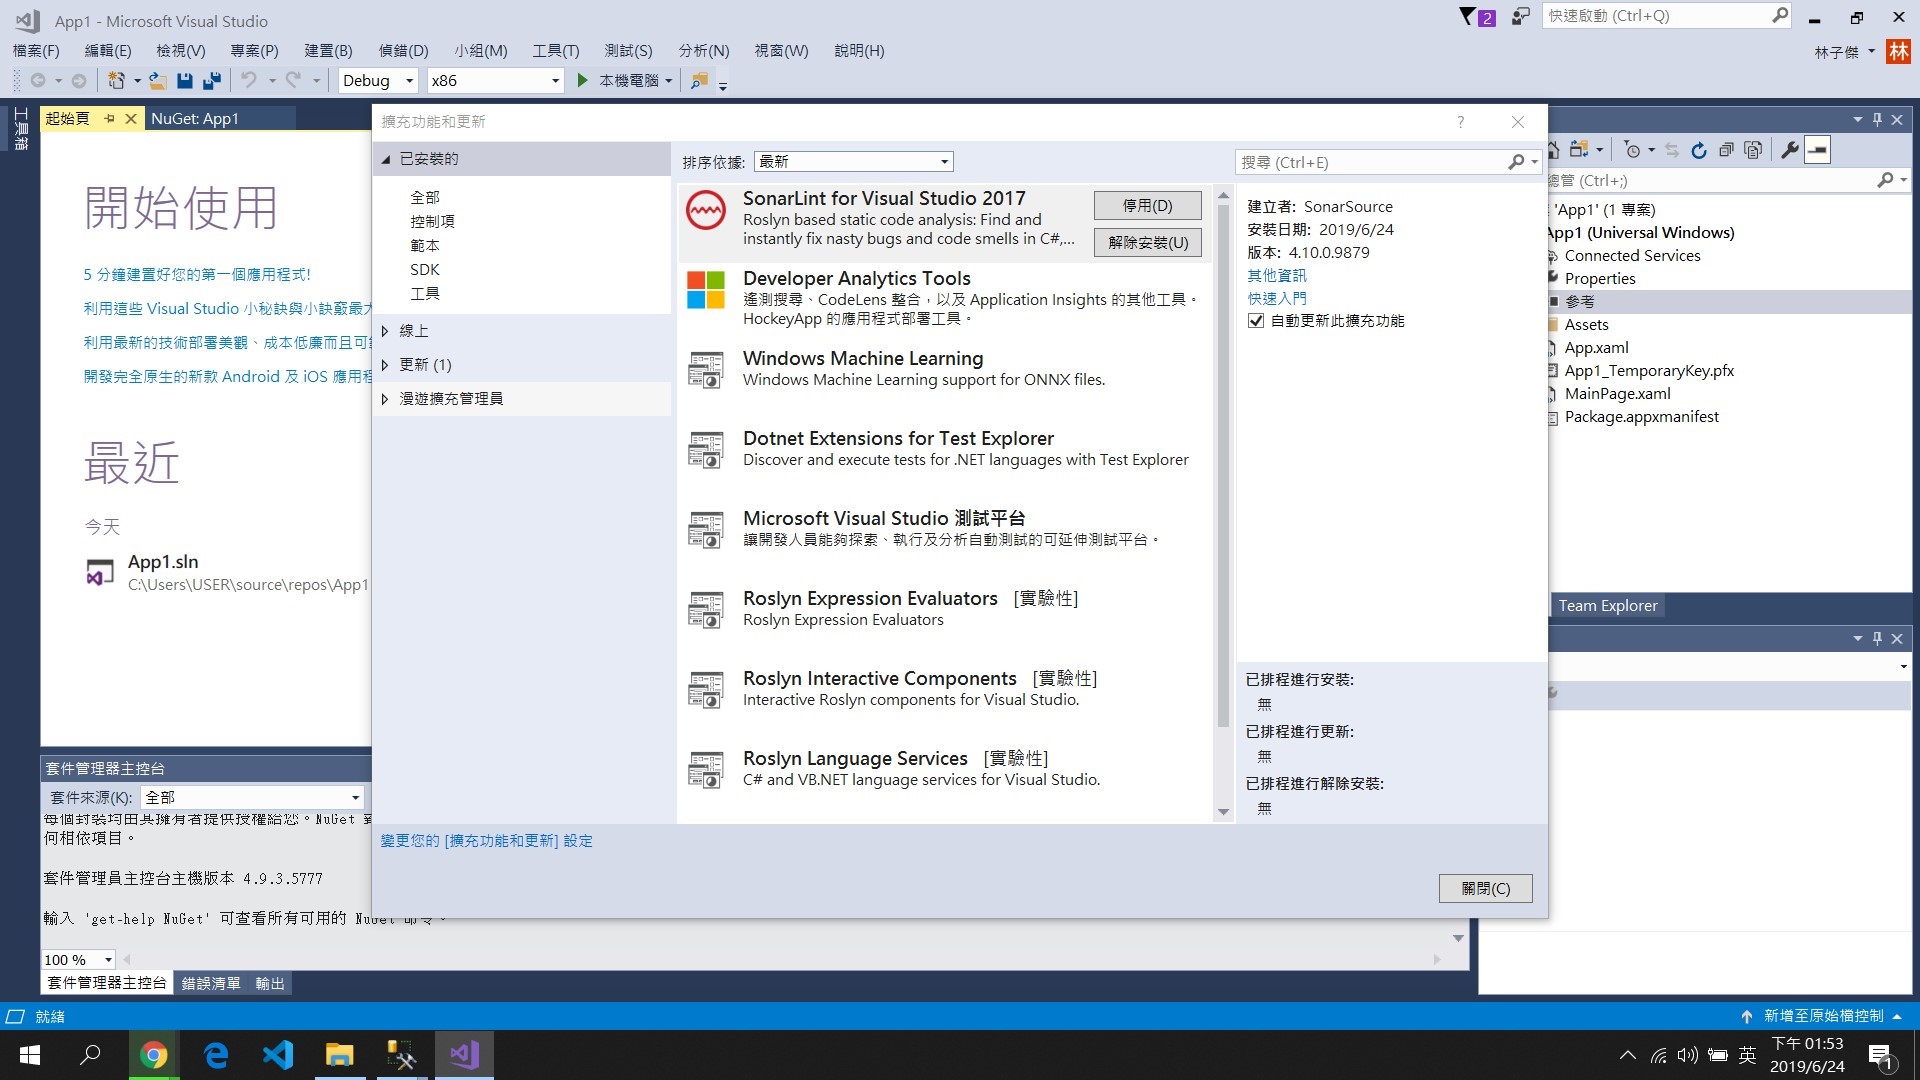 App1 - Microsoft Visual Studio
2
快速啟動 (Ctrl+Q)
檔案(F) 編輯(E) 檢視(V) 專案(P) 建置(B) 偵錯(D) 小組(M) 工具(T) 測試(S) 分析(N) 視窗(W) 說明(H)
林子傑 林
Debug x86 本機電腦
工具箱
起始頁 NuGet: App1
開始使用
5 分鐘建置好您的第一個應用程式!
利用這些 Visual Studio 小秘訣與小訣竅最大
利用最新的技術部署美觀、成本低廉而且可
開發完全原生的新款 Android 及 iOS 應用程
最近
今天
App1.sln
C:\Users\USER\source\repos\App1
擴充功能和更新
?
已安裝的
全部
控制項
範本
SDK
工具
線上
更新 (1)
漫遊擴充管理員
排序依據: 最新
搜尋 (Ctrl+E)
SonarLint for Visual Studio 2017
Roslyn based static code analysis: Find and
instantly fix nasty bugs and code smells in C#,...
停用(D)
解除安裝(U)
Developer Analytics Tools
遙測搜尋、CodeLens 整合，以及 Application Insights 的其他工具。
HockeyApp 的應用程式部署工具。
Windows Machine Learning
Windows Machine Learning support for ONNX files.
Dotnet Extensions for Test Explorer
Discover and execute tests for .NET languages with Test Explorer
Microsoft Visual Studio 測試平台
讓開發人員能夠探索、執行及分析自動測試的可延伸測試平台。
Roslyn Expression Evaluators [實驗性]
Roslyn Expression Evaluators
Roslyn Interactive Components [實驗性]
Interactive Roslyn components for Visual Studio.
Roslyn Language Services [實驗性]
C# and VB.NET language services for Visual Studio.
建立者: SonarSource
安裝日期: 2019/6/24
版本: 4.10.0.9879
其他資訊
快速入門
自動更新此擴充功能
已排程進行安裝:
無
已排程進行更新:
無
已排程進行解除安裝:
無
變更您的 [擴充功能和更新] 設定
關閉(C)
總管 (Ctrl+;)
'App1' (1 專案)
App1 (Universal Windows)
Connected Services
Properties
參考
Assets
App.xaml
App1_TemporaryKey.pfx
MainPage.xaml
Package.appxmanifest
Team Explorer
套件管理器主控台
套件來源(K): 全部
每個封裝均由其擁有者提供授權給您。NuGet
何相依項目。
套件管理員主控台主機版本 4.9.3.5777
輸入 'get-help NuGet' 可查看所有可用的 NuGet 命令。
100 %
套件管理器主控台 錯誤清單 輸出
就緒
新增至原始檔控制
英
下午 01:53
2019/6/24
1